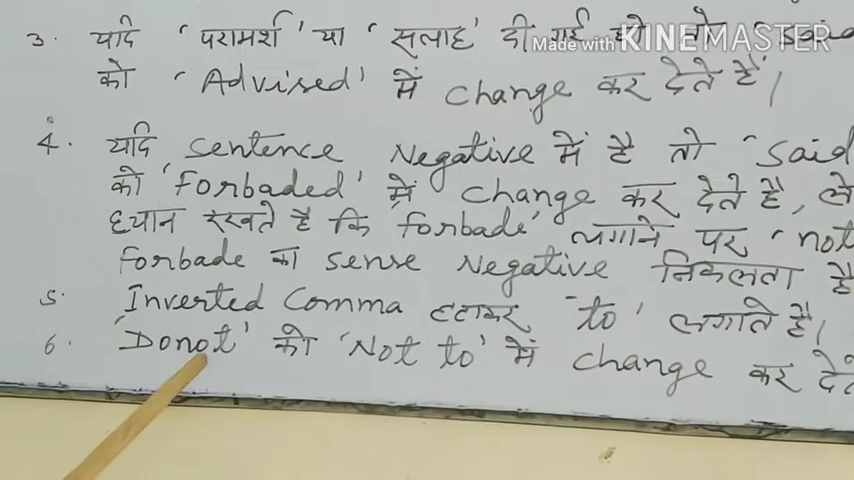 3. यदि 'परामर्श' या 'सलाह' दी गई हो तो "Said
Made with KINEMASTER
को 'Advised' में change कर देते हैं।
4. यदि sentence Negative में है तो 'Said
को 'Forbaded' में change कर देते है, ले
ध्यान रखते है कि 'forbade' लगाने पर 'not
Forbade का sense Negative निकलता है
5. Inverted Comma हटाकर "to' लगाते है।
6. 'Donot' को 'Not to' में change कर देते